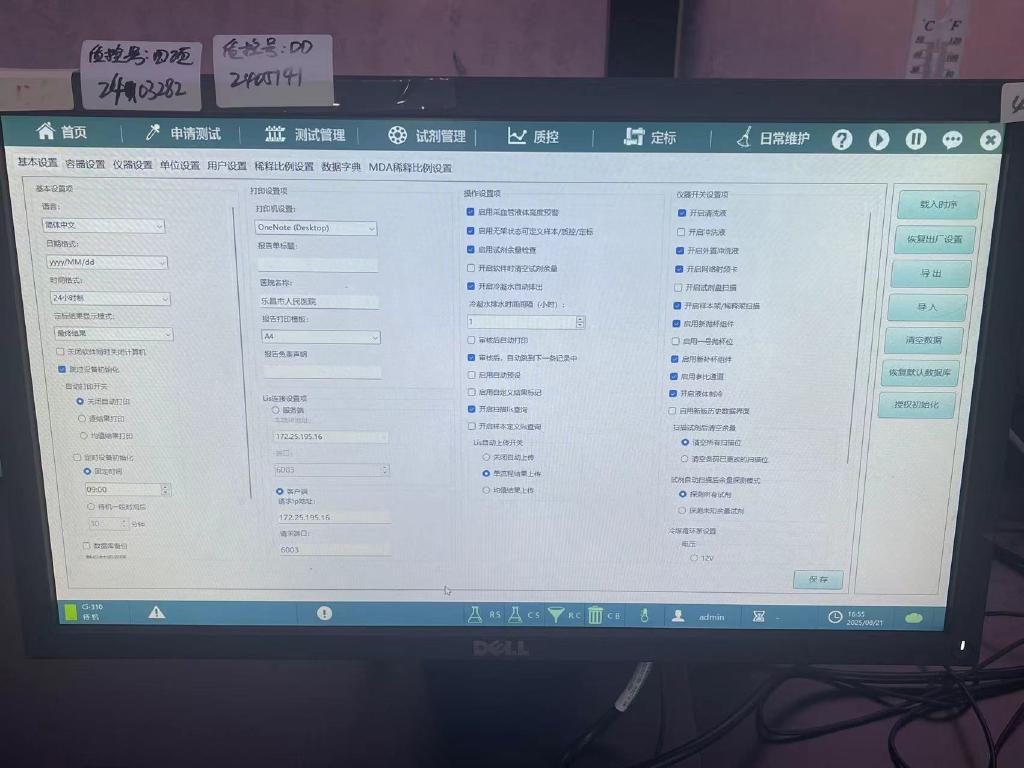 质控号:四项
质控号:DD
2405141
°C °F
首页
申请测试
测试管理
试剂管理
质控
定标
日常维护
基本设置 容器设置 仪器设置 单位设置 用户设置 稀释比例设置 数据字典 MDA稀释比例设置
基本设置项
语言:
简体中文
日期格式:
yyyy/MM/dd
时间格式:
24小时制
定标结果显示模式:
最终结果
关闭软件同时关闭计算机
跳过设备初始化
自动打印开关
关闭自动打印
逐结果打印
均值结果打印
定时设备初始化
固定时间
09:00
待机一段时间后
30 分钟
数据库备份
打印设置项
打印机设置:
OneNote (Desktop)
报告单标题:
医院名称:
乐昌市人民医院
报告打印模板:
A4
报告免责声明
Lis连接设置项
服务端
本地IP地址:
172.25.195.16
端口:
6003
客户端
请求ip地址:
172.25.195.16
请求端口:
6003
操作设置项
启用采血管液体高度预警
启用无架状态可定义样本/质控/定标
启用试剂余量检查
开启软件时清空试剂余量
开启冷凝水自动排出
冷凝水排水时间间隔（小时）:
1
审核后自动打印
审核后，自动跳到下一条记录中
启用自动预设
启用自定义结果标记
开启扫描lis查询
开启样本定义lis查询
Lis自动上传开关
关闭自动上传
单流程结果上传
均值结果上传
仪器开关设置项
开启清洗液
开启冲洗液
开启外置冲洗液
开启网络射频卡
开启试剂盘扫描
开启样本架/稀释架扫描
启用新抛杯组件
启用一号抛杯位
启用新补杯组件
启用参比通道
开启液体制冷
启用新版历史数据界面
扫描试剂后清空余量
清空所有扫描位
清空条码已更改的扫描位
试剂自动扫描后余量探测模式
探测所有试剂
探测未知余量试剂
冷媒循环泵设置
电压:
12V
载入时序
恢复出厂设置
导出
导入
清空数据
恢复默认数据库
授权初始化
保存
待机
RS
CS
RC
CB
admin
-
16:55
2025/08/21
DELL